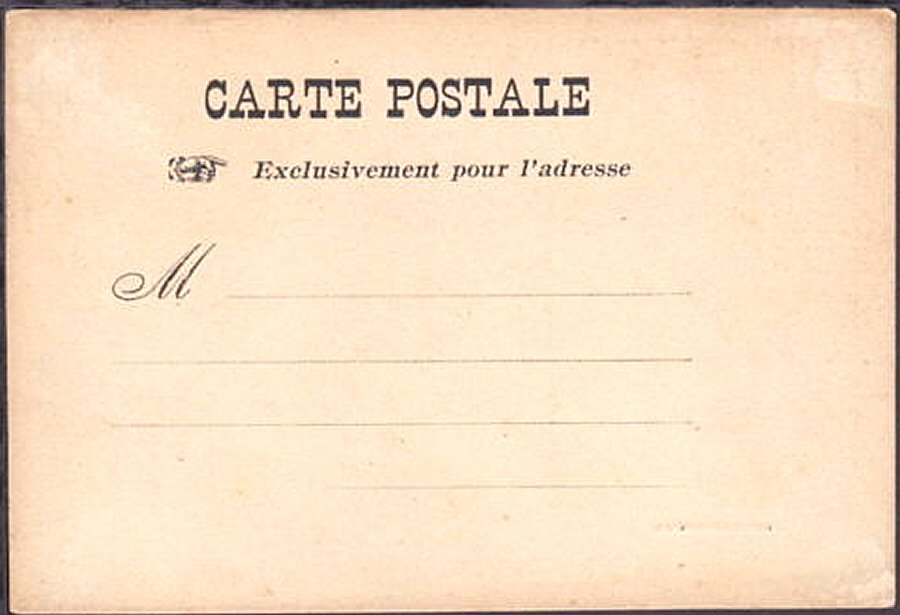 CARTE POSTALE
Exclusivement pour l'adresse
M